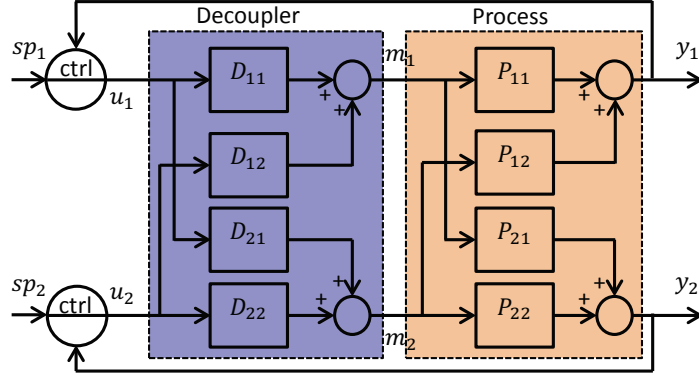 Decoupler
Process
sp₁
ctrl
u₁
D₁₁
+
+
m₁
P₁₁
+
+
y₁
D₁₂
P₁₂
D₂₁
P₂₁
sp₂
ctrl
u₂
D₂₂
+
+
m₂
P₂₂
+
+
y₂